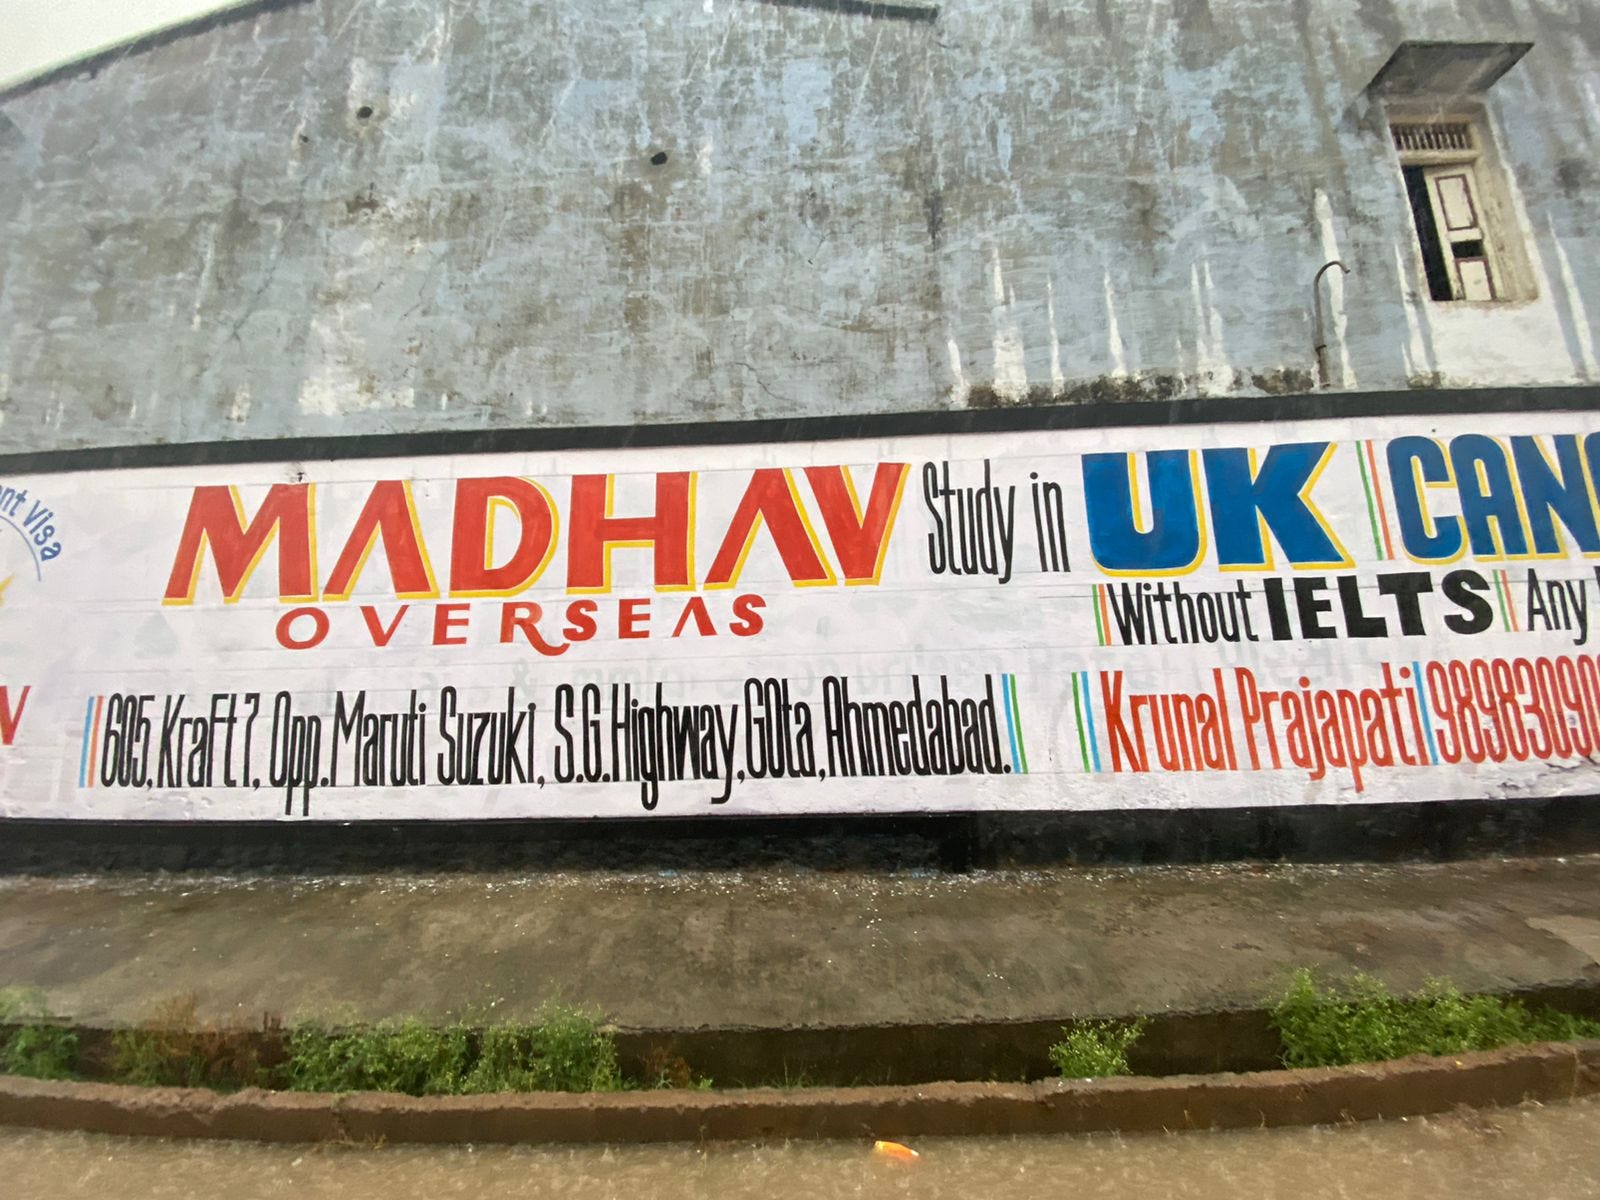 ent Visa
MADHAV
OVERSEAS
Study in UK CAN
Without IELTS Any
605, Kraft 7, Opp. Maruti Suzuki, S.G. Highway, GOta, Ahmedabad.
Krunal Prajapati 98983090